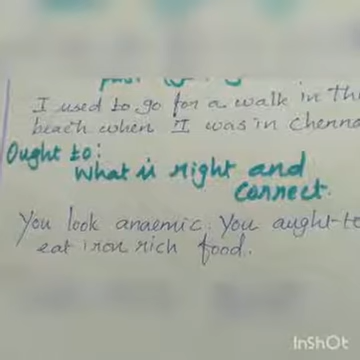 I used to go for a walk in the
beach when I was in Chenna
Ought to:
What is right and
correct.
You look anaemic. You aught-to
eat iron rich food.
InShOt